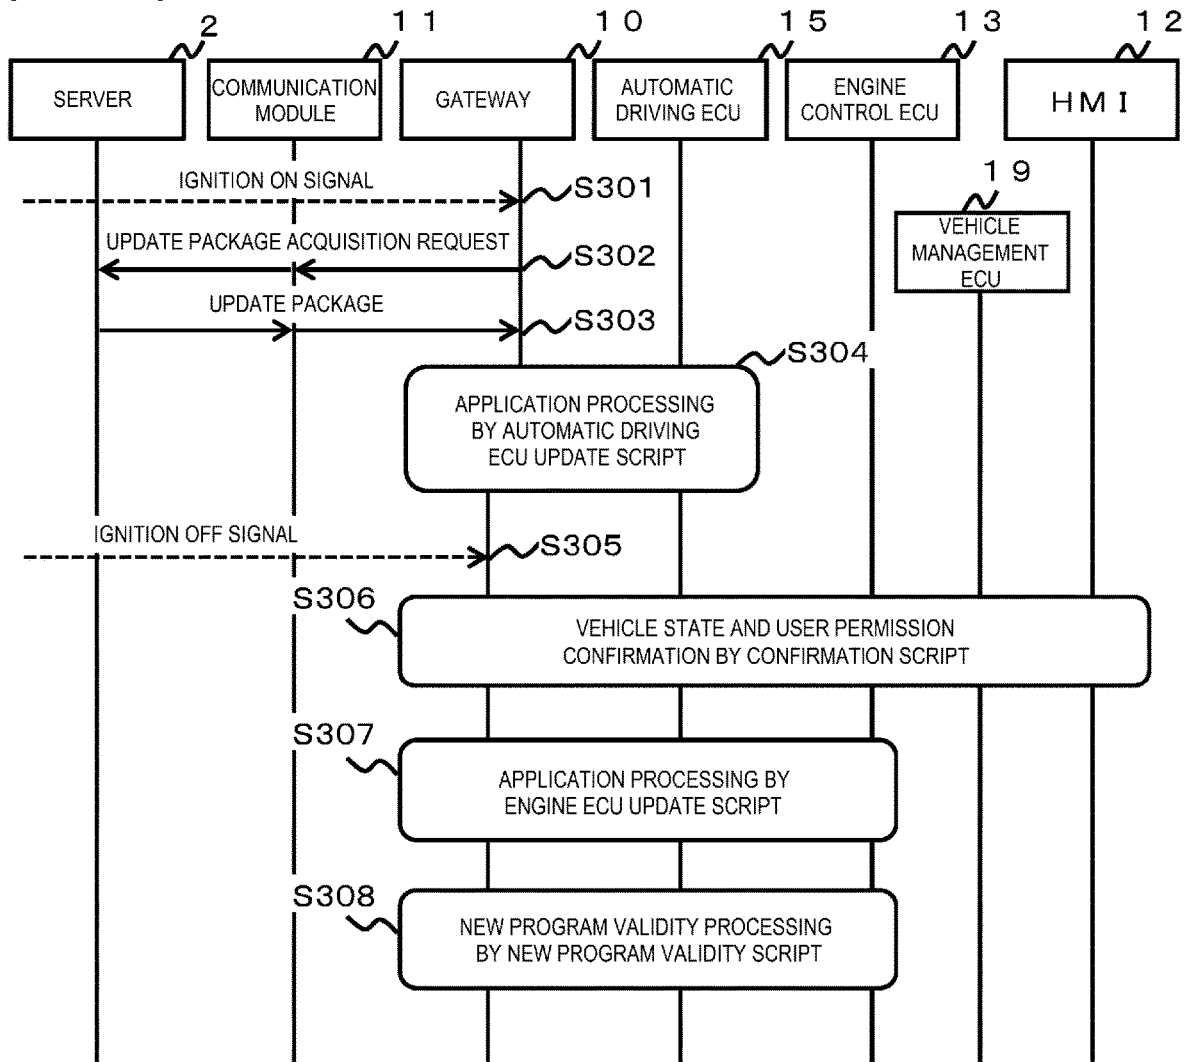 2
11
10
15
13
12
SERVER
COMMUNICATION
MODULE
GATEWAY
AUTOMATIC
DRIVING ECU
ENGINE
CONTROL ECU
HMI
19
VEHICLE
MANAGEMENT
ECU
IGNITION ON SIGNAL
S301
UPDATE PACKAGE ACQUISITION REQUEST
S302
UPDATE PACKAGE
S303
S304
APPLICATION PROCESSING
BY AUTOMATIC DRIVING
ECU UPDATE SCRIPT
IGNITION OFF SIGNAL
S305
S306
VEHICLE STATE AND USER PERMISSION
CONFIRMATION BY CONFIRMATION SCRIPT
S307
APPLICATION PROCESSING BY
ENGINE ECU UPDATE SCRIPT
S308
NEW PROGRAM VALIDITY PROCESSING
BY NEW PROGRAM VALIDITY SCRIPT